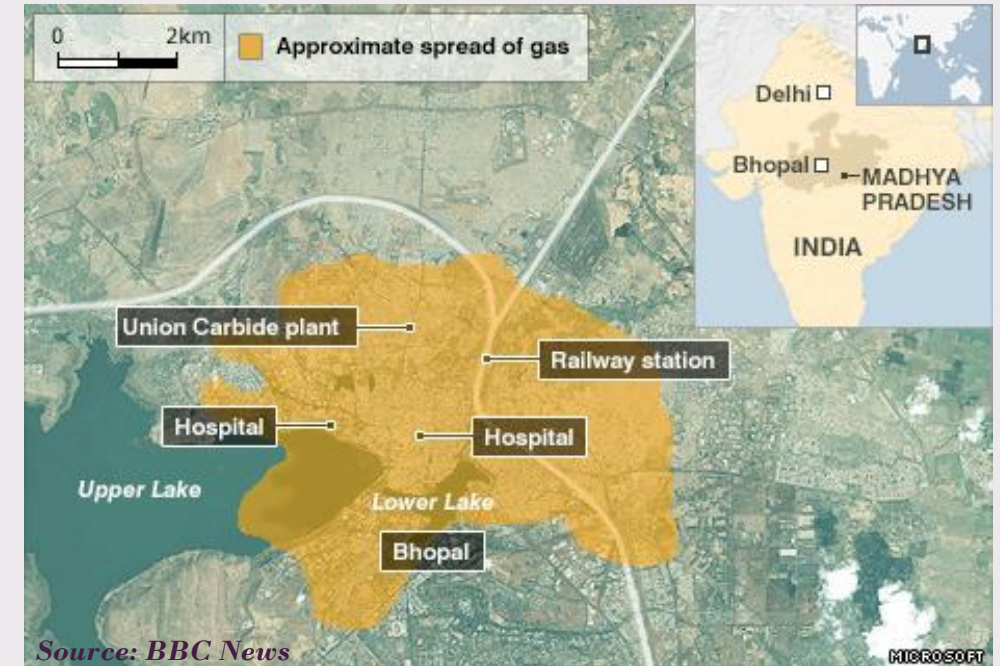 0 2km
Approximate spread of gas
Delhi
Bhopal
MADHYA
PRADESH
INDIA
Union Carbide plant
Railway station
Hospital
Hospital
Upper Lake
Lower Lake
Bhopal
Source: BBC News
MICROSOFT